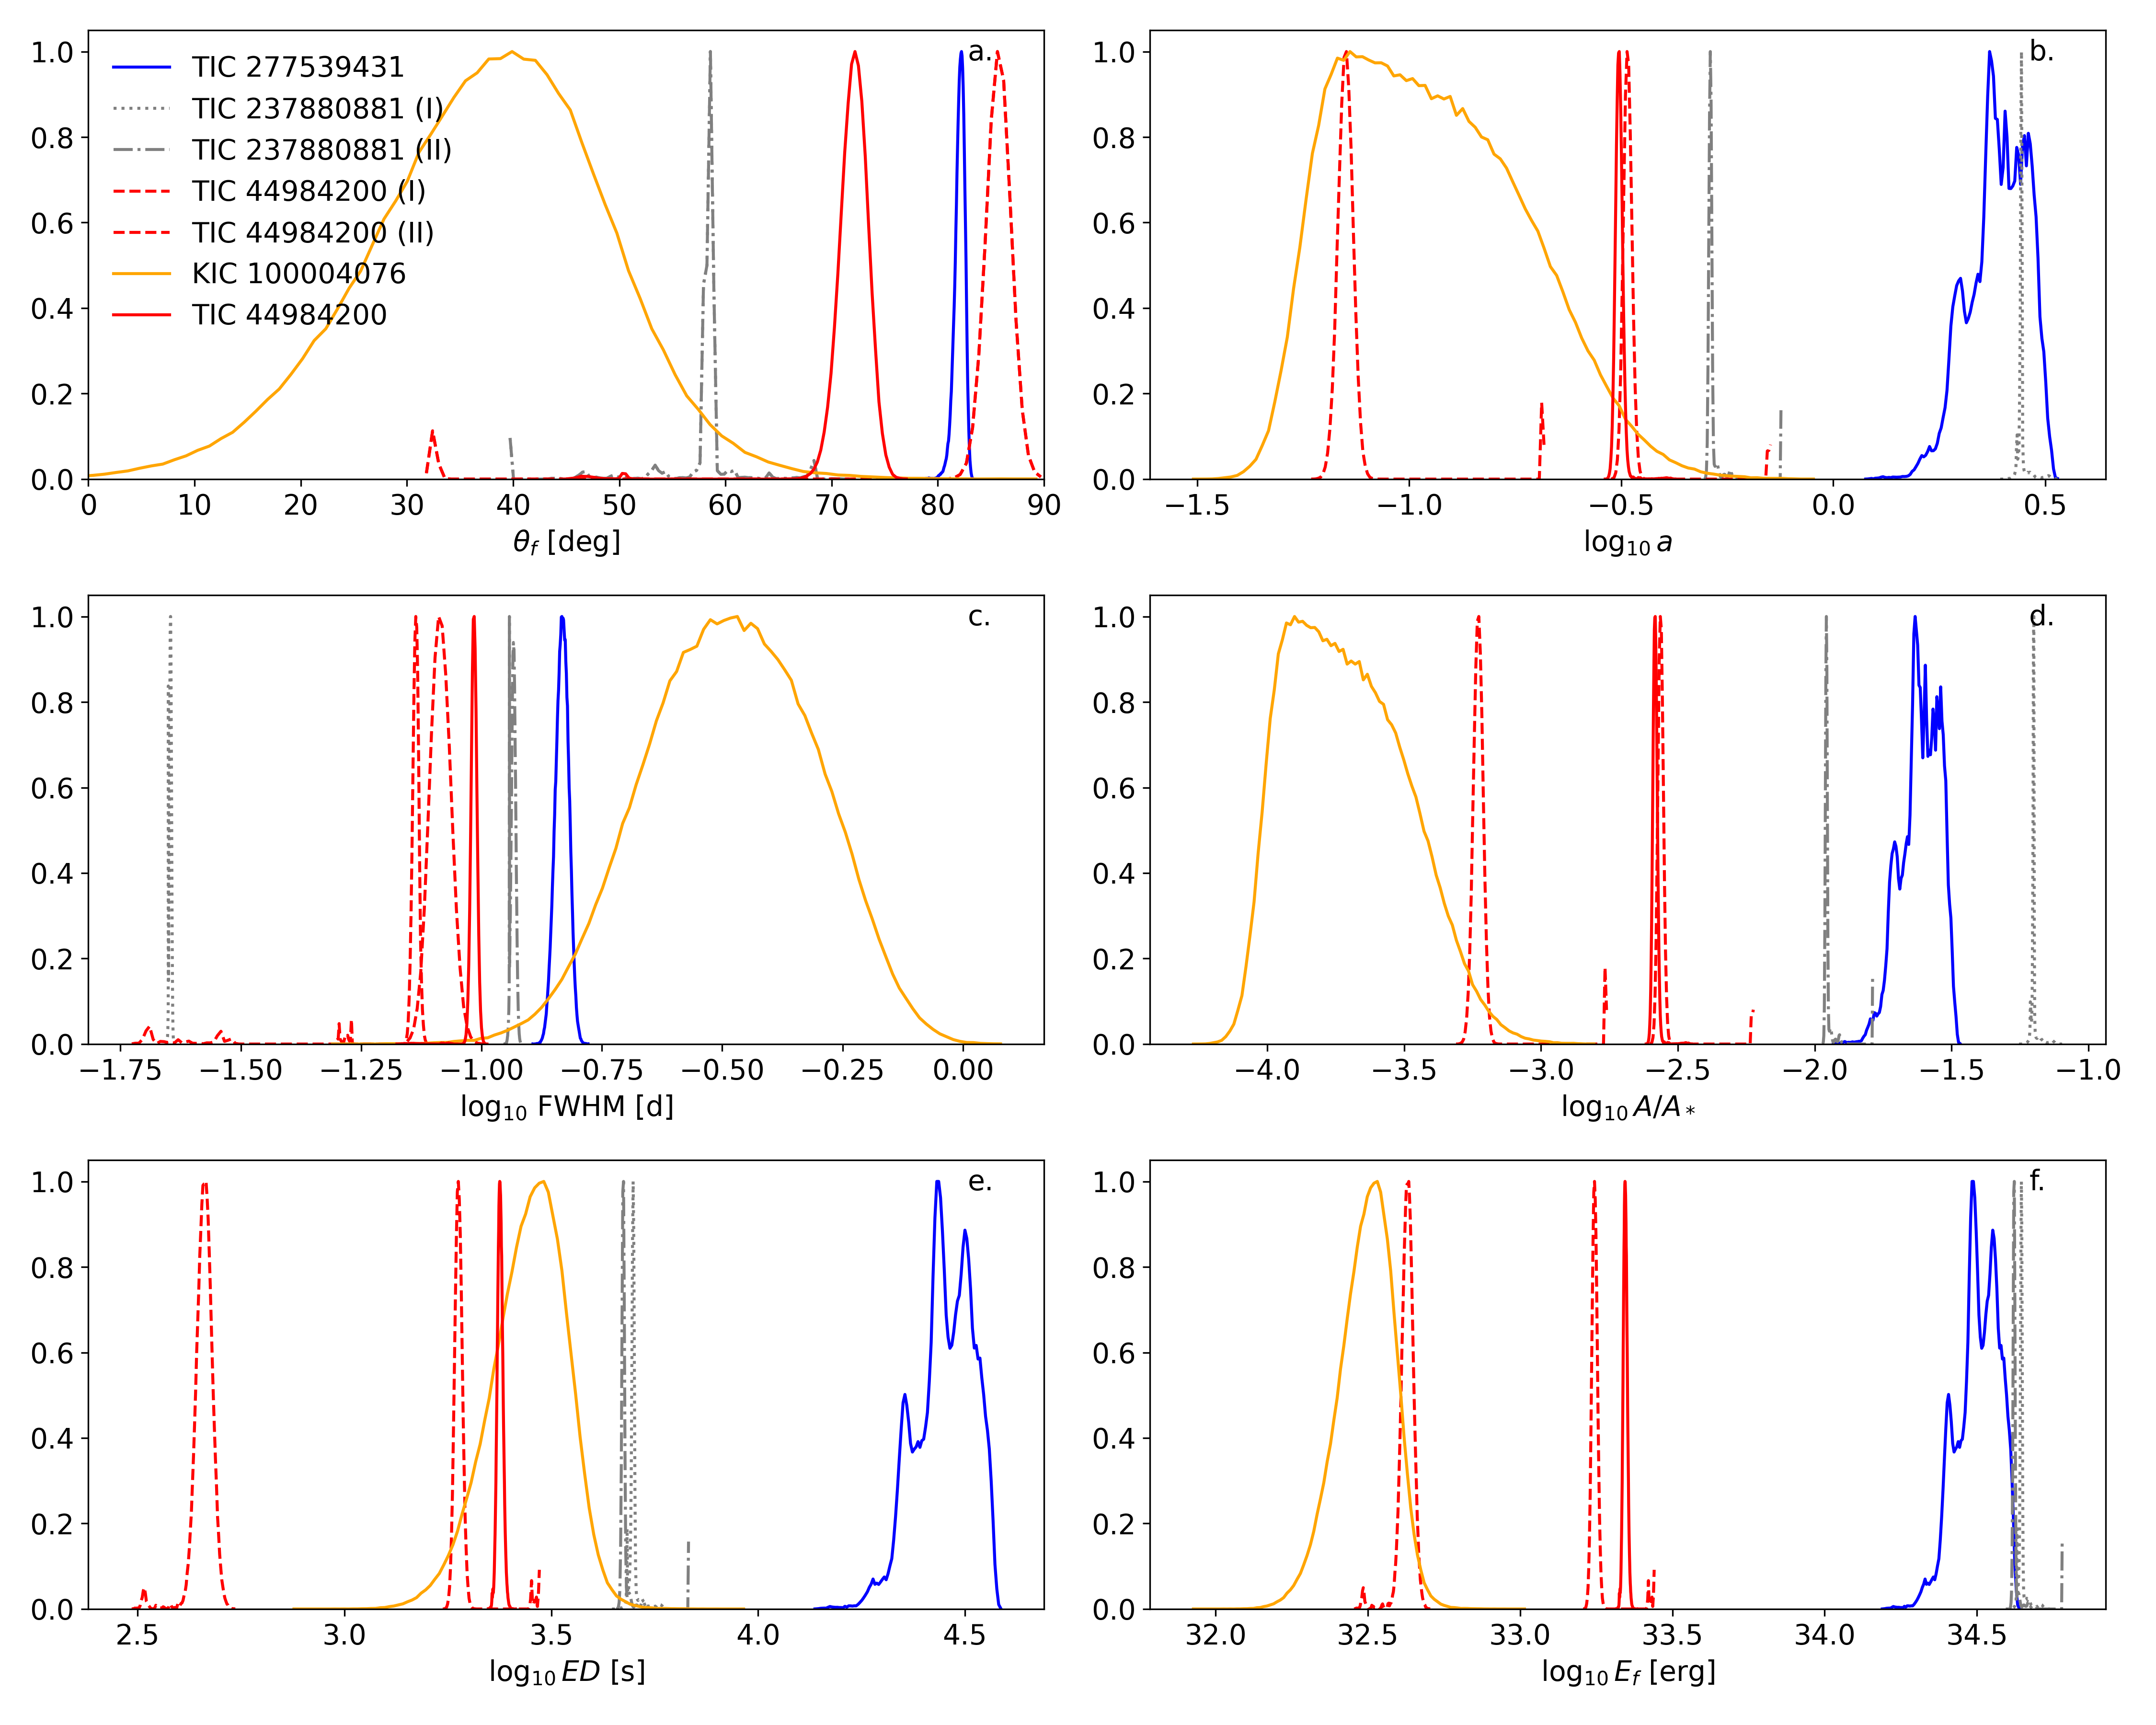 a.
1.0
0.8
0.6
0.4
0.2
0.0
TIC 277539431
TIC 237880881 (I)
TIC 237880881 (II)
TIC 44984200 (I)
TIC 44984200 (II)
KIC 100004076
TIC 44984200
0 10 20 30 40 50 60 70 80 90
θf [deg]
b.
1.0
0.8
0.6
0.4
0.2
0.0
−1.5 −1.0 −0.5 0.0 0.5
log10 a
c.
1.0
0.8
0.6
0.4
0.2
0.0
−1.75 −1.50 −1.25 −1.00 −0.75 −0.50 −0.25 0.00
log10 FWHM [d]
d.
1.0
0.8
0.6
0.4
0.2
0.0
−4.0 −3.5 −3.0 −2.5 −2.0 −1.5 −1.0
log10 A/A*
e.
1.0
0.8
0.6
0.4
0.2
0.0
2.5 3.0 3.5 4.0 4.5
log10 ED [s]
f.
1.0
0.8
0.6
0.4
0.2
0.0
32.0 32.5 33.0 33.5 34.0 34.5
log10 Ef [erg]